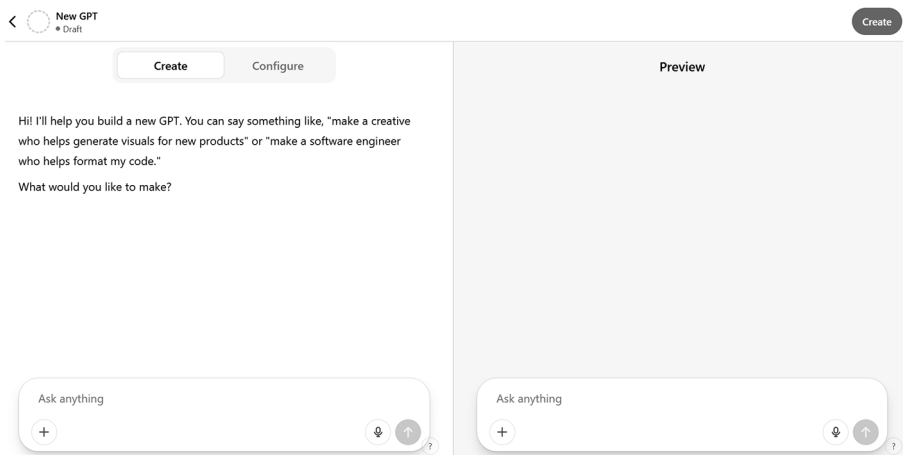 New GPT
Draft
Create
Create
Configure
Preview
Hi! I'll help you build a new GPT. You can say something like, "make a creative
who helps generate visuals for new products" or "make a software engineer
who helps format my code."
What would you like to make?
Ask anything
Ask anything
?
?